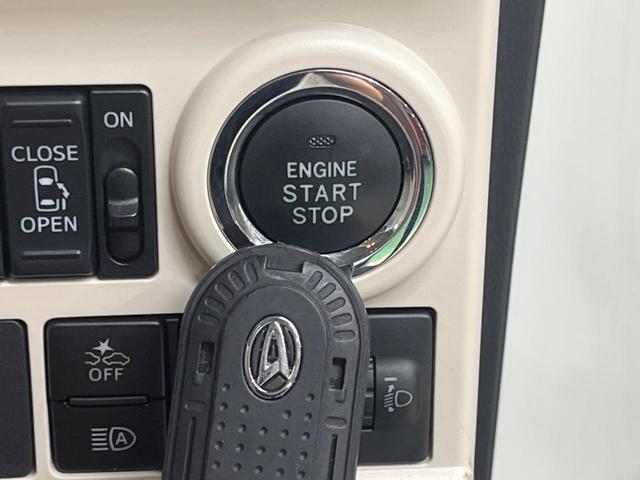 ON
CLOSE
OPEN
ENGINE
START
STOP
OFF
A